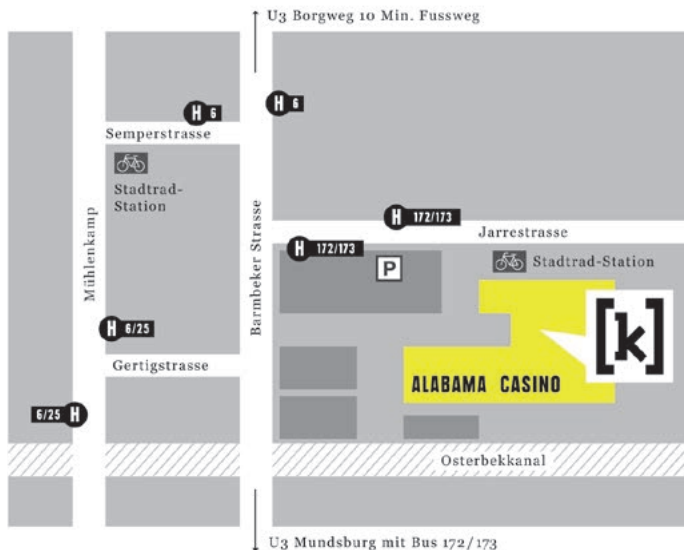 U3 Borgweg 10 Min. Fussweg
H 6
H 6
Semperstrasse
Stadtrad-
Station
H 172/173
Jarrestrasse
H 172/173
P
Stadtrad-Station
Mühlenkamp
Barmbeker Strasse
[k]
H 6/25
Gertigstrasse
ALABAMA CASINO
6/25 H
Osterbekkanal
U3 Mundsburg mit Bus 172/173